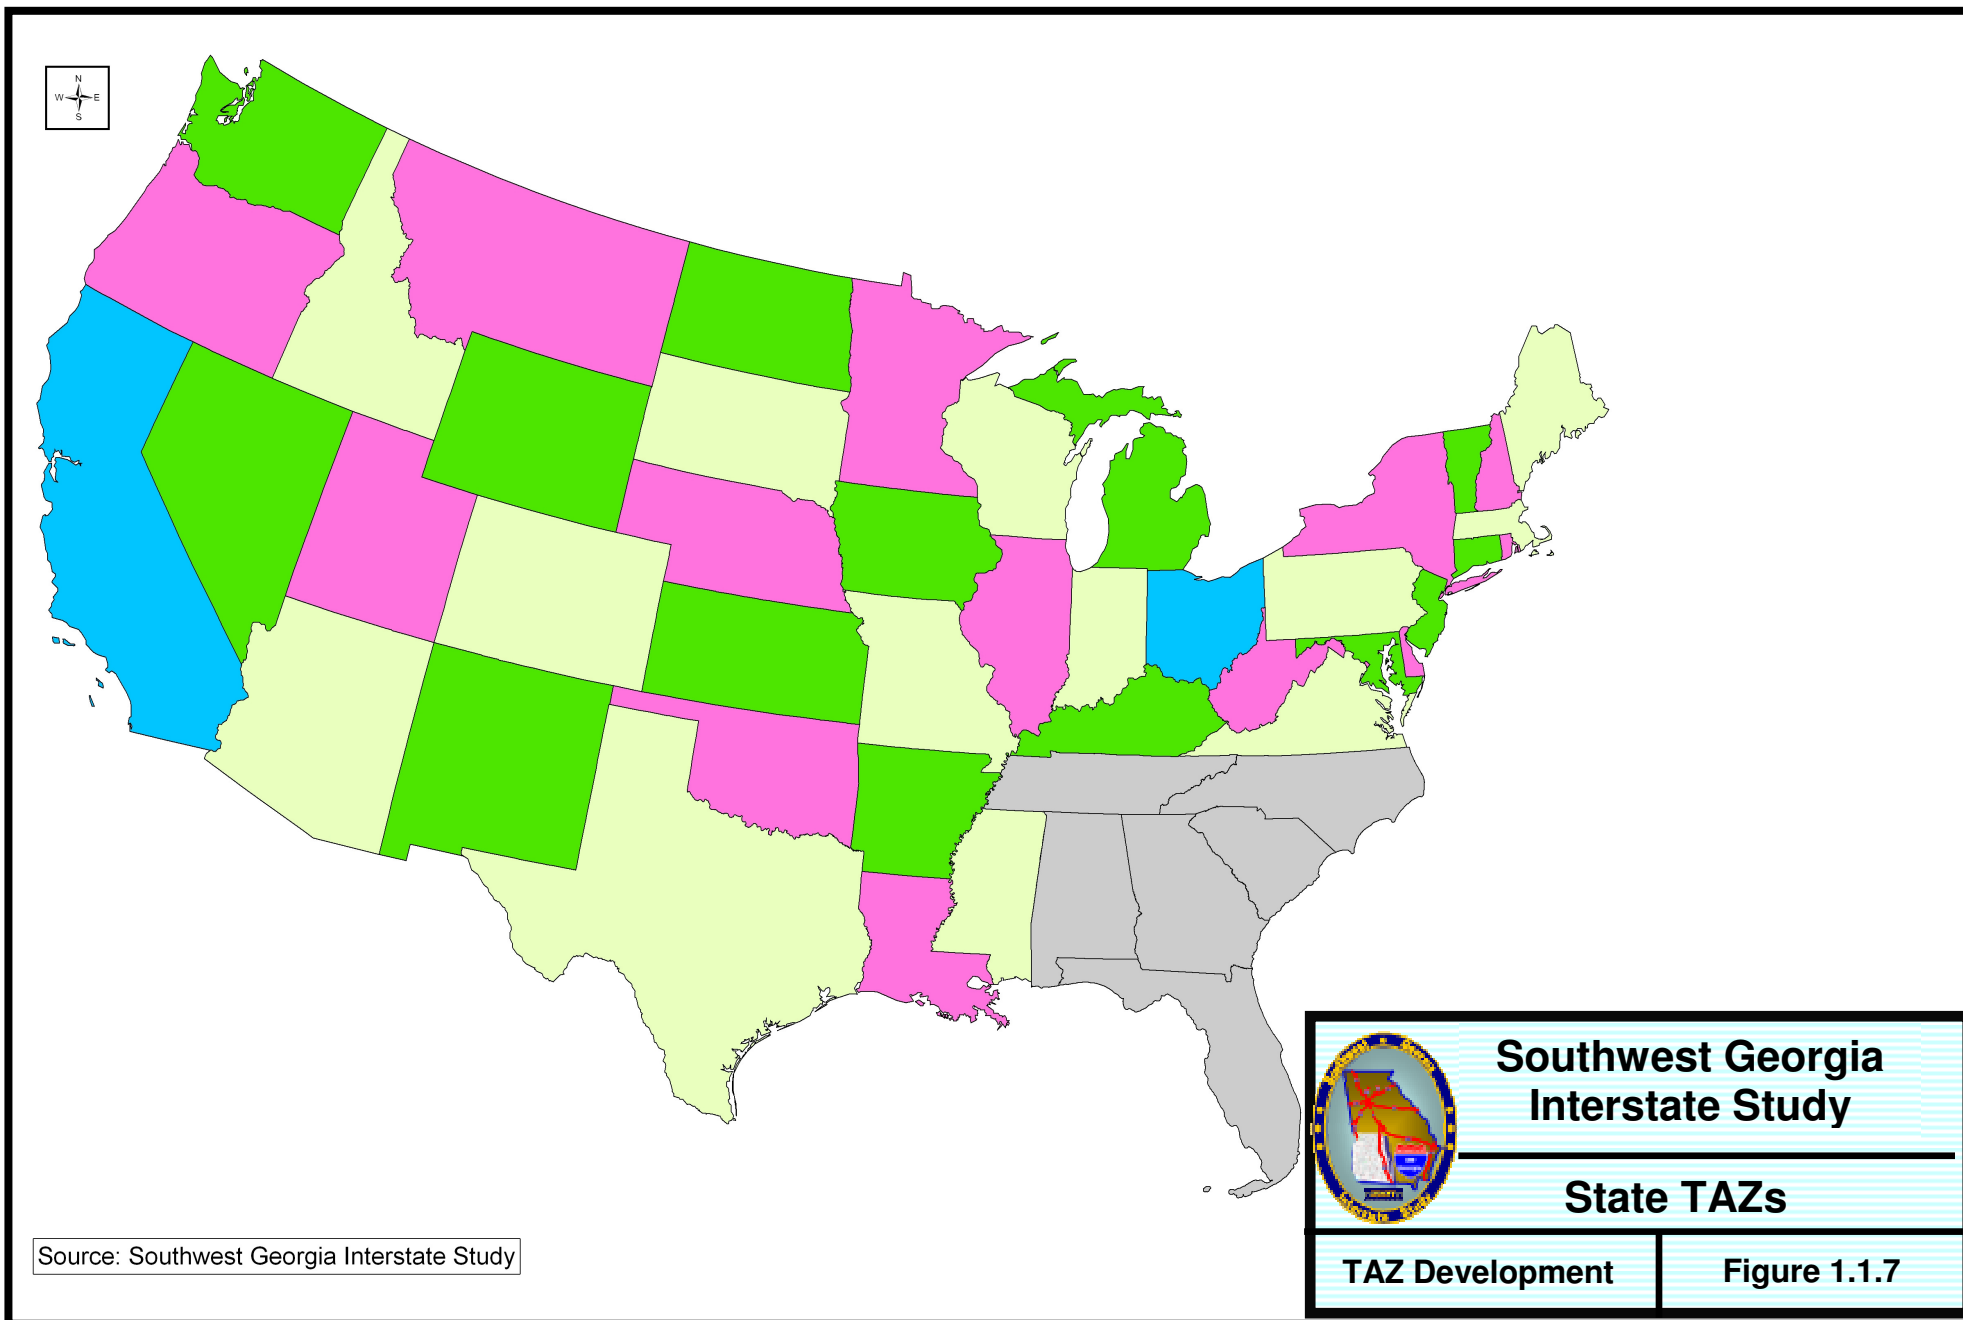 N
W E
S
Southwest Georgia
Interstate Study
State TAZs
TAZ Development
Figure 1.1.7
Source: Southwest Georgia Interstate Study